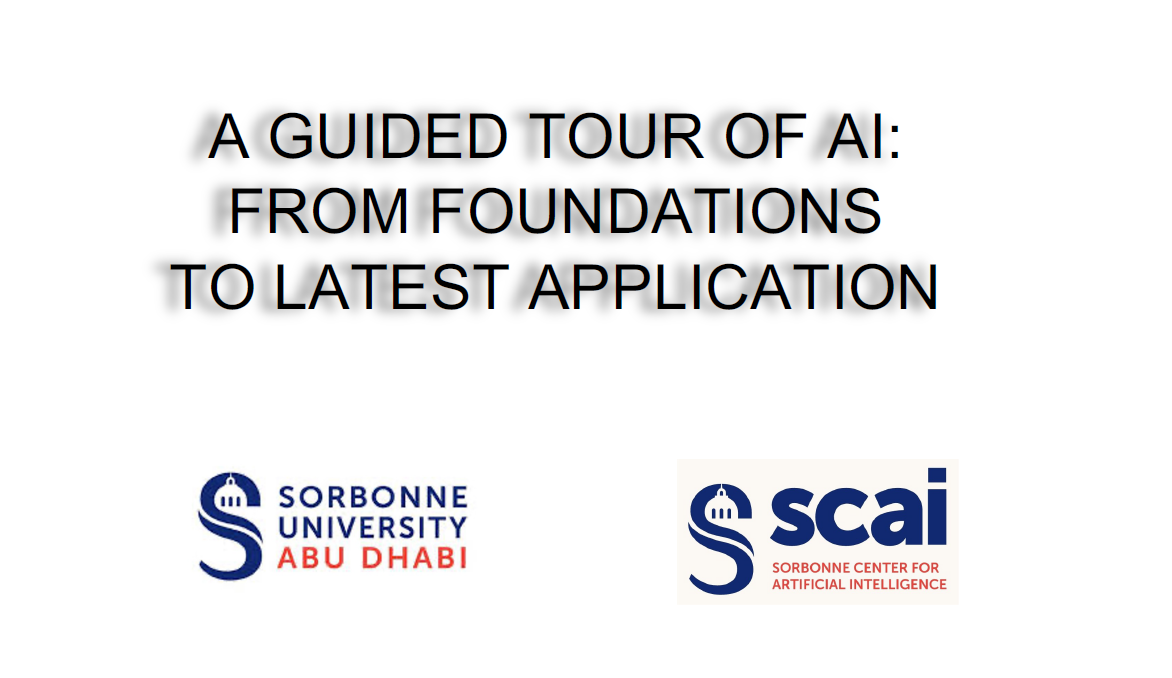 A GUIDED TOUR OF AI:
FROM FOUNDATIONS
TO LATEST APPLICATION
SORBONNE
UNIVERSITY
ABU DHABI
scai
SORBONNE CENTER FOR
ARTIFICIAL INTELLIGENCE